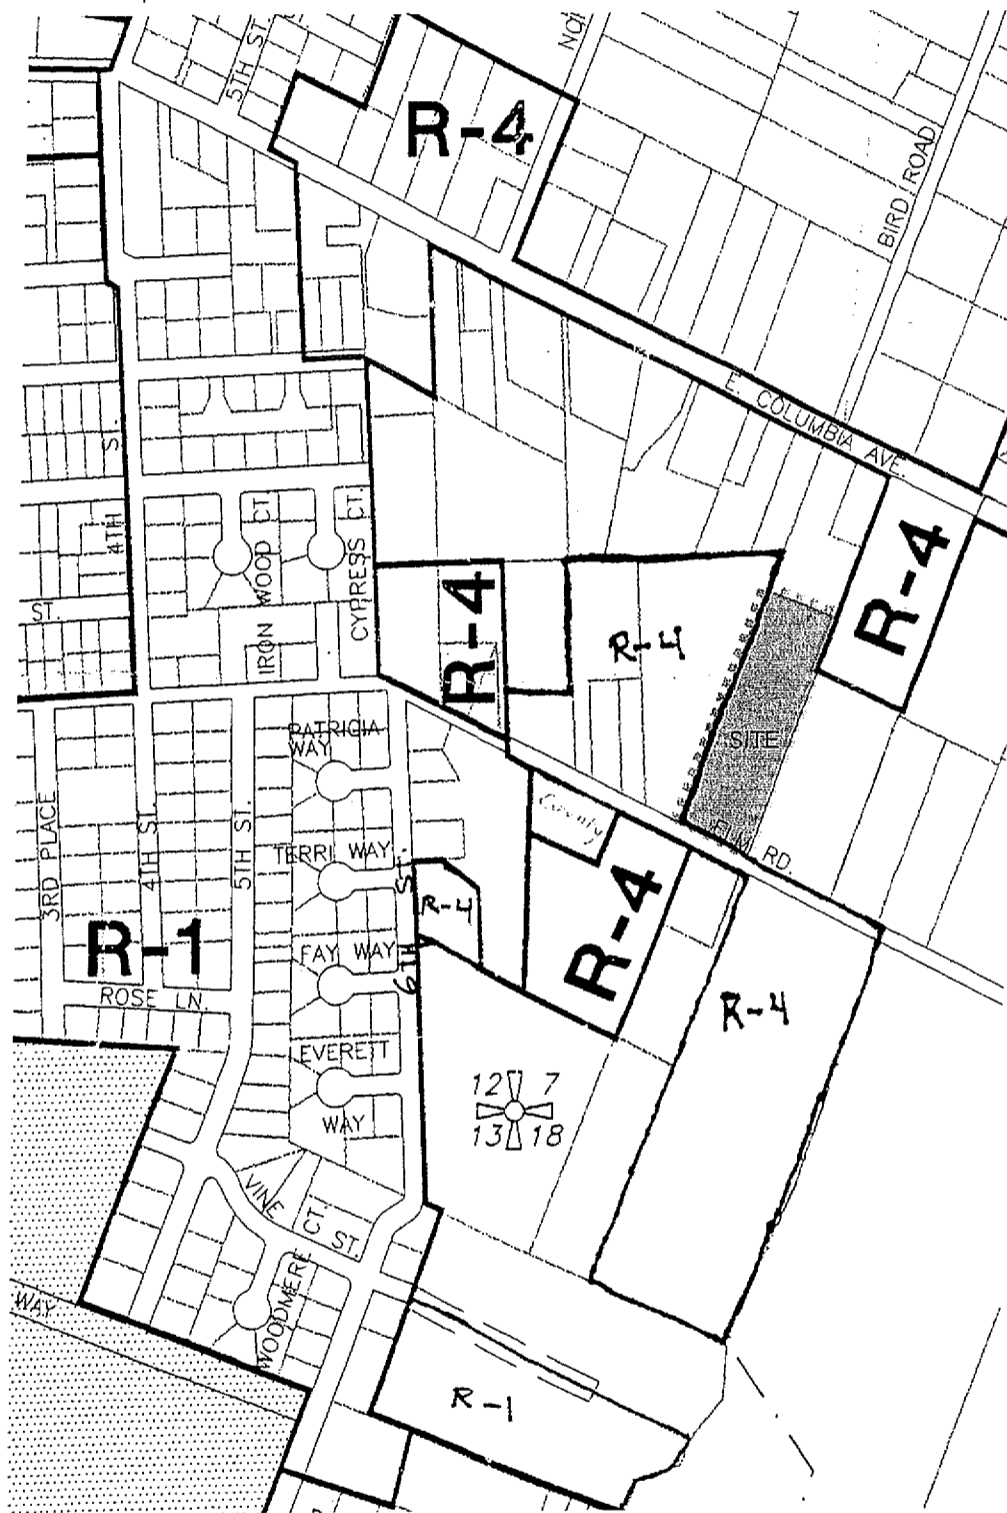 5TH ST.
R-4
BIRD ROAD
E. COLUMBIA AVE.
S.
4TH
ST.
IRON WOOD CT.
CYPRESS CT.
R-4
R-4
R-4
SITE
ELM RD.
PATRICIA
WAY
County
3RD PLACE
4TH ST.
5TH ST.
TERRI WAY
6TH ST.
R-4
R-4
R-1
FAY WAY
ROSE LN.
R-4
EVERETT
WAY
12 7
13 18
VINE
CT.
ST.
WOODMERE
WAY
R-1